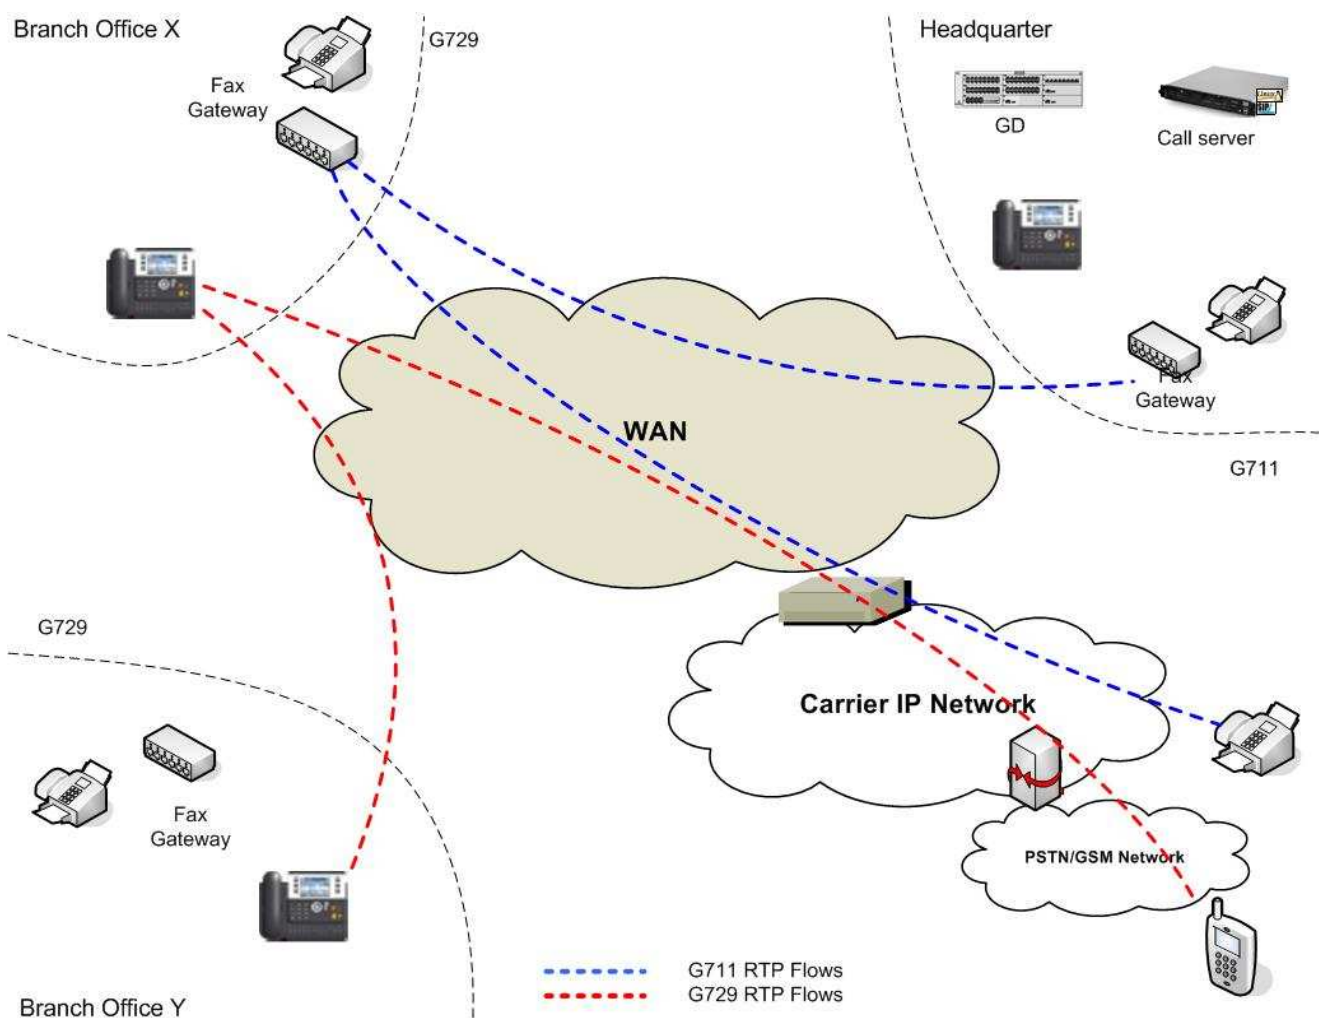 Branch Office X
G729
Headquarter
Fax
Gateway
GD
Call server
Fax
Gateway
WAN
G711
G729
Carrier IP Network
Fax
Gateway
PSTN/GSM Network
G711 RTP Flows
G729 RTP Flows
Branch Office Y